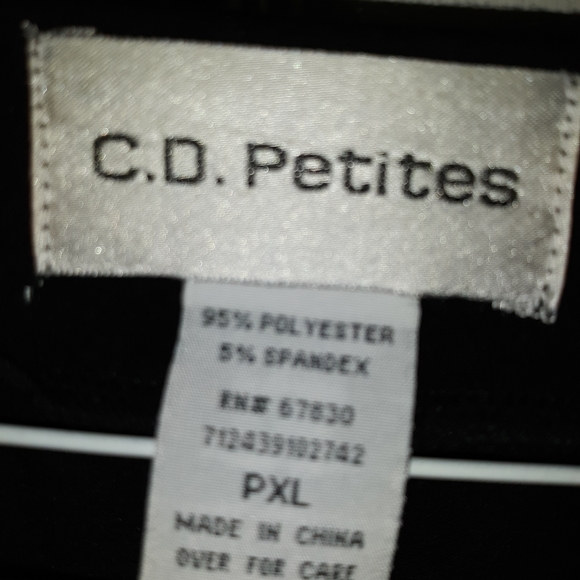 C.D. Petites
95% POLYESTER
5% SPANDEX
RN# 67830
712439102742
PXL
MADE IN CHINA
OVER FOR CARE